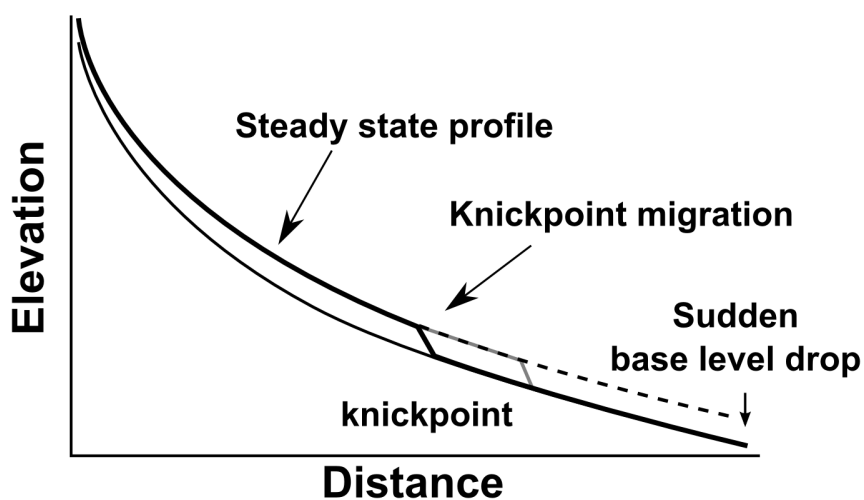 Steady state profile
Knickpoint migration
Sudden
base level drop
knickpoint
Elevation
Distance